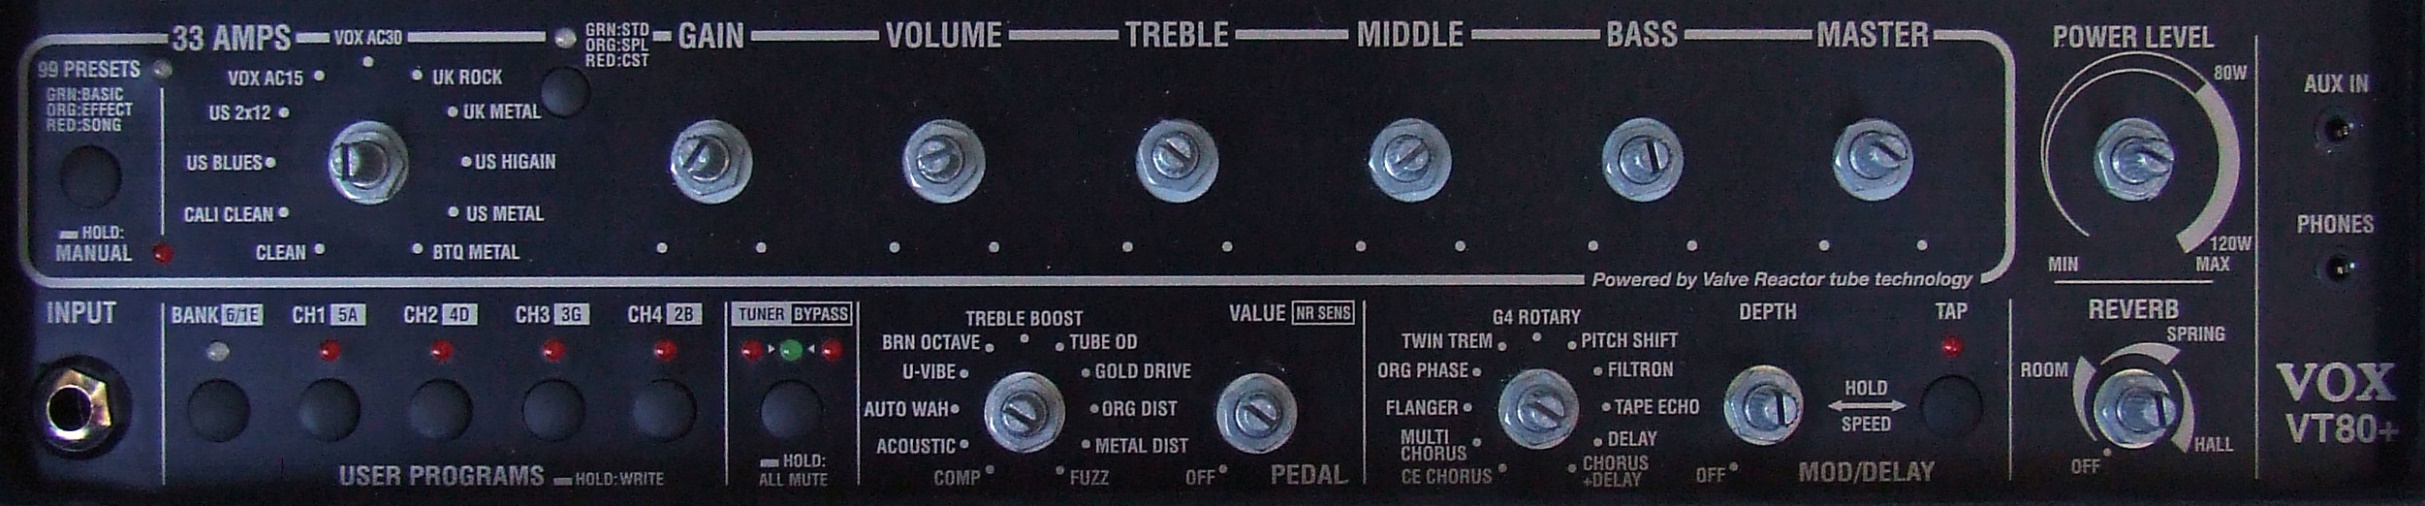 33 AMPS
VOX AC30
GRN:STD
ORG:SPL
RED:CST
GAIN
VOLUME
TREBLE
MIDDLE
BASS
MASTER
POWER LEVEL
99 PRESETS
GRN:BASIC
ORG:EFFECT
RED:SONG
VOX AC15
UK ROCK
US 2x12
UK METAL
US BLUES
US HIGAIN
CALI CLEAN
US METAL
CLEAN
BTQ METAL
HOLD:
MANUAL
80W
120W
MIN
MAX
AUX IN
PHONES
Powered by Valve Reactor tube technology
INPUT
BANK 6/1E
CH1 5A
CH2 4D
CH3 3G
CH4 2B
USER PROGRAMS
HOLD:WRITE
TUNER BYPASS
HOLD:
ALL MUTE
TREBLE BOOST
BRN OCTAVE
TUBE OD
U-VIBE
GOLD DRIVE
AUTO WAH
ORG DIST
ACOUSTIC
METAL DIST
COMP
FUZZ
VALUE NR SENS
OFF
PEDAL
G4 ROTARY
TWIN TREM
PITCH SHIFT
ORG PHASE
FILTRON
FLANGER
TAPE ECHO
MULTI
CHORUS
DELAY
CE CHORUS
CHORUS
+DELAY
DEPTH
OFF
HOLD
SPEED
TAP
MOD/DELAY
REVERB
SPRING
ROOM
HALL
OFF
VOX
VT80+